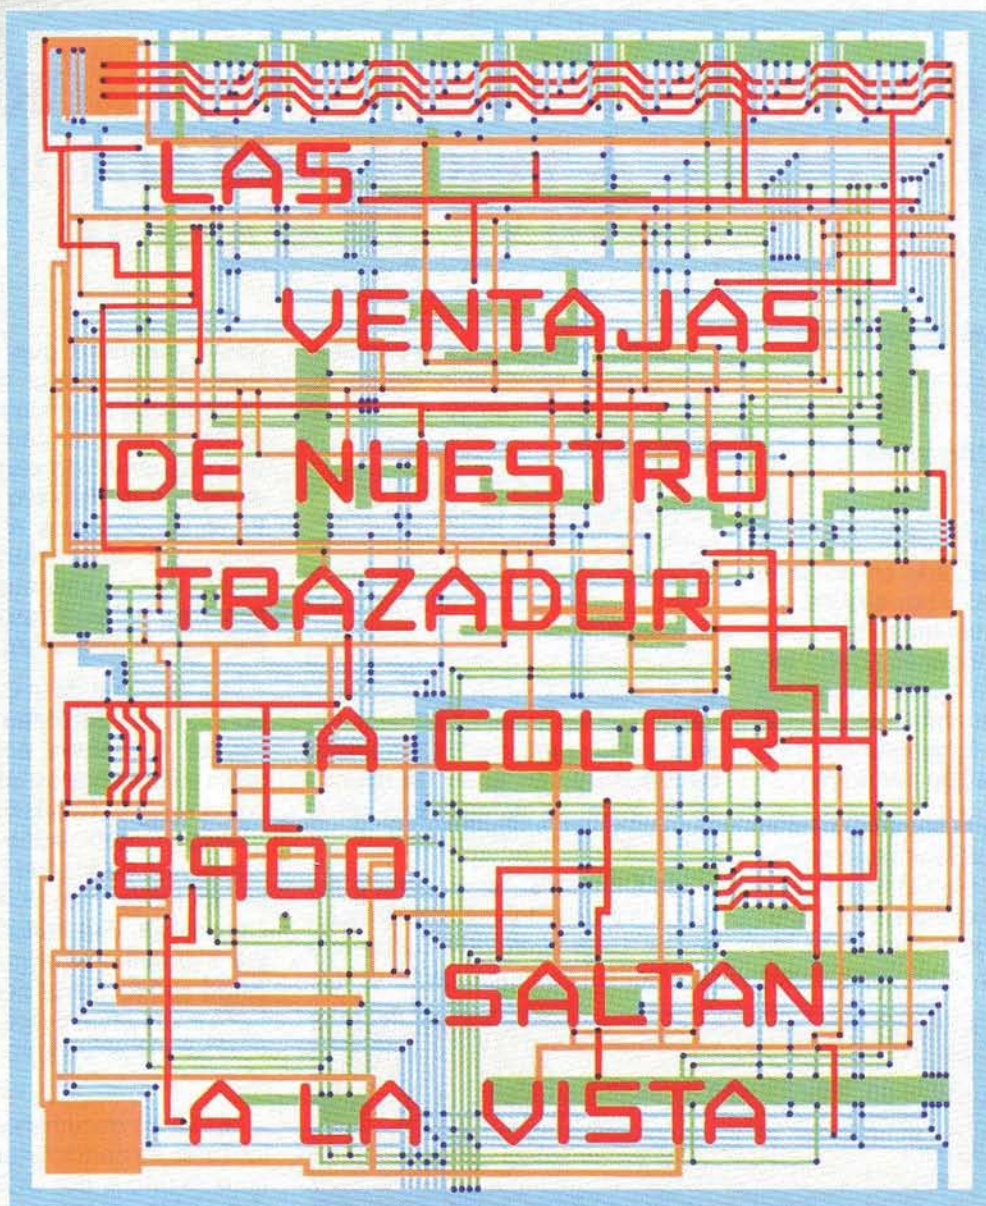 LAS
VENTAJAS
DE NUESTRO
TRAZADOR
A COLOR
8900
SALTAN
A LA VISTA